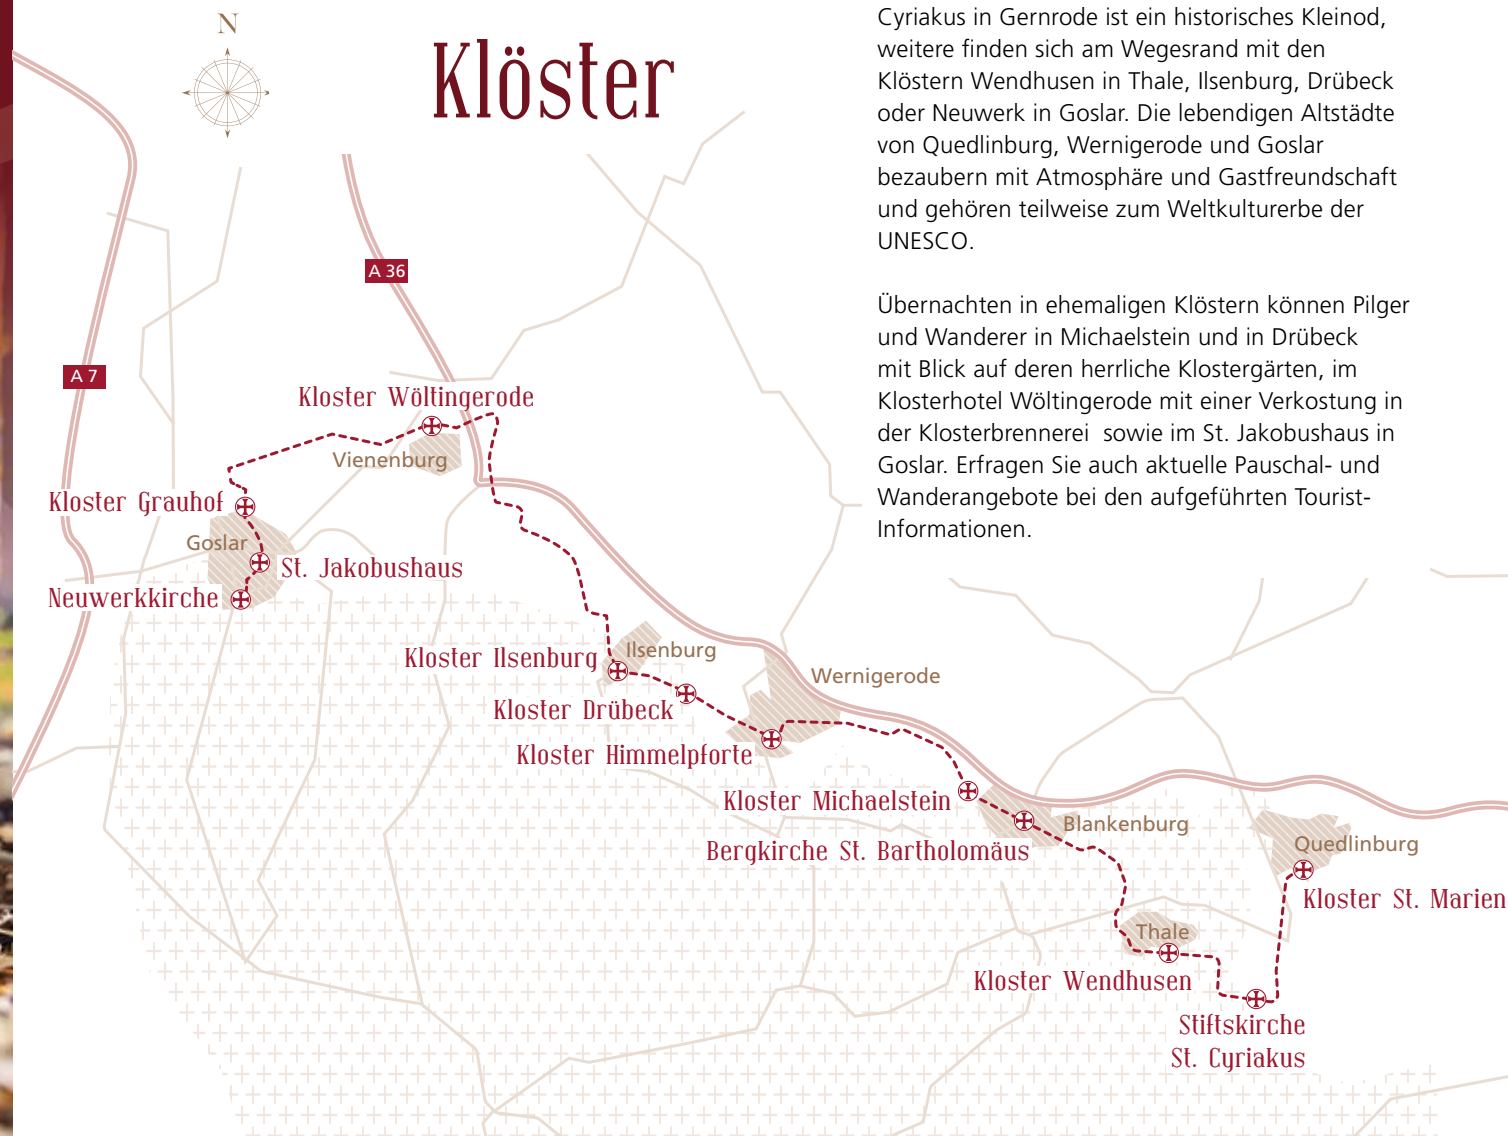 N
Klöster
Cyriakus in Gernrode ist ein historisches Kleinod,
weitere finden sich am Wegesrand mit den
Klöstern Wendhusen in Thale, Ilsenburg, Drübeck
oder Neuwerk in Goslar. Die lebendigen Altstädte
von Quedlinburg, Wernigerode und Goslar
bezaubern mit Atmosphäre und Gastfreundschaft
und gehören teilweise zum Weltkulturerbe der
UNESCO.
Übernachten in ehemaligen Klöstern können Pilger
und Wanderer in Michaelstein und in Drübeck
mit Blick auf deren herrliche Klostergärten, im
Klosterhotel Wöltingerode mit einer Verkostung in
der Klosterbrennerei sowie im St. Jakobushaus in
Goslar. Erfragen Sie auch aktuelle Pauschal- und
Wanderangebote bei den aufgeführten Tourist-
Informationen.
A 36
A 7
Kloster Wöltingerode
Vienenburg
Kloster Grauhof
Goslar
St. Jakobushaus
Neuwerkkirche
Kloster Ilsenburg
Ilsenburg
Wernigerode
Kloster Drübeck
Kloster Himmelpforte
Kloster Michaelstein
Blankenburg
Bergkirche St. Bartholomäus
Quedlinburg
Kloster St. Marien
Thale
Kloster Wendhusen
Stiftskirche
St. Cyriakus